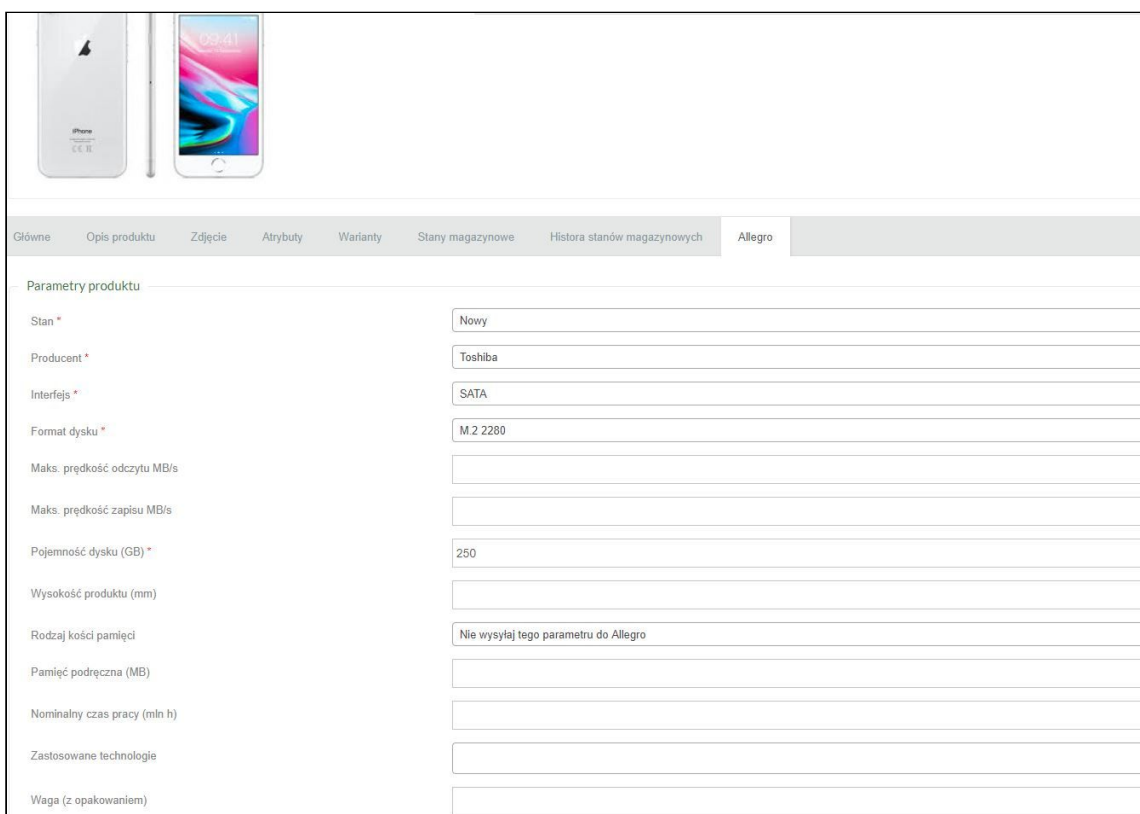 09:41
iPhone
Główne Opis produktu Zdjęcie Atrybuty Warianty Stany magazynowe Histora stanów magazynowych Allegro
Parametry produktu
Stan * Nowy
Producent * Toshiba
Interfejs * SATA
Format dysku * M.2 2280
Maks. prędkość odczytu MB/s
Maks. prędkość zapisu MB/s
Pojemność dysku (GB) * 250
Wysokość produktu (mm)
Rodzaj kości pamięci Nie wysyłaj tego parametru do Allegro
Pamięć podręczna (MB)
Nominalny czas pracy (mln h)
Zastosowane technologie
Waga (z opakowaniem)